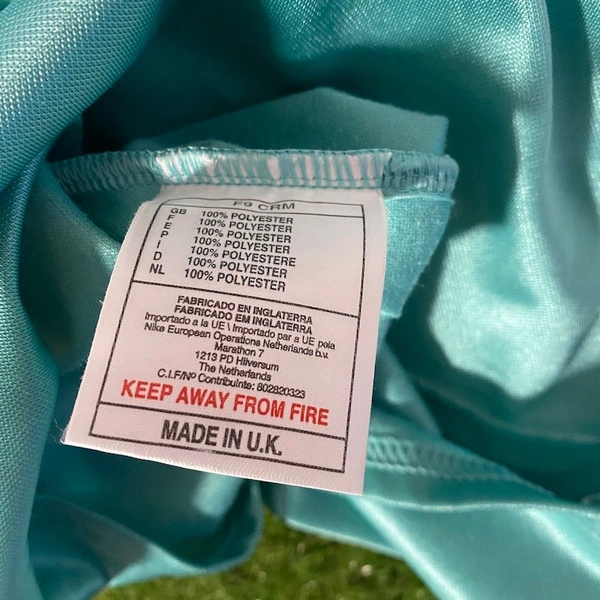 F9 CRM
GB 100% POLYESTER
F 100% POLYESTER
E 100% POLYESTER
P 100% POLYESTER
I 100% POLYESTERE
D 100% POLYESTER
NL 100% POLYESTER
FABRICADO EN INGLATERRA
FABRICADO EM INGLATERRA
Importado a la UE \ Importado par a UE pela
Nike European Operations Netherlands b.v.
Marathon 7
1213 PD Hilversum
The Netherlands
C.I.F/Nº Contribuinte: 802820323
KEEP AWAY FROM FIRE
MADE IN U.K.